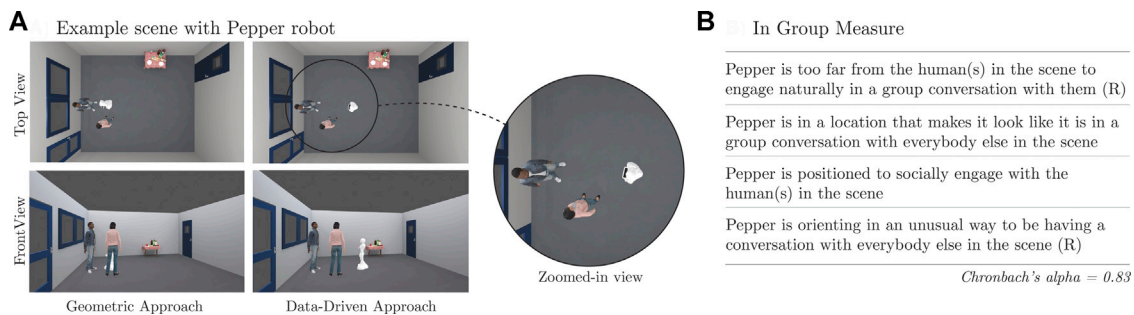 A
Example scene with Pepper robot
Top View
FrontView
Geometric Approach
Data-Driven Approach
Zoomed-in view
B
In Group Measure
Pepper is too far from the human(s) in the scene to
engage naturally in a group conversation with them (R)
Pepper is in a location that makes it look like it is in a
group conversation with everybody else in the scene
Pepper is positioned to socially engage with the
human(s) in the scene
Pepper is orienting in an unusual way to be having a
conversation with everybody else in the scene (R)
Chronbach's alpha = 0.83